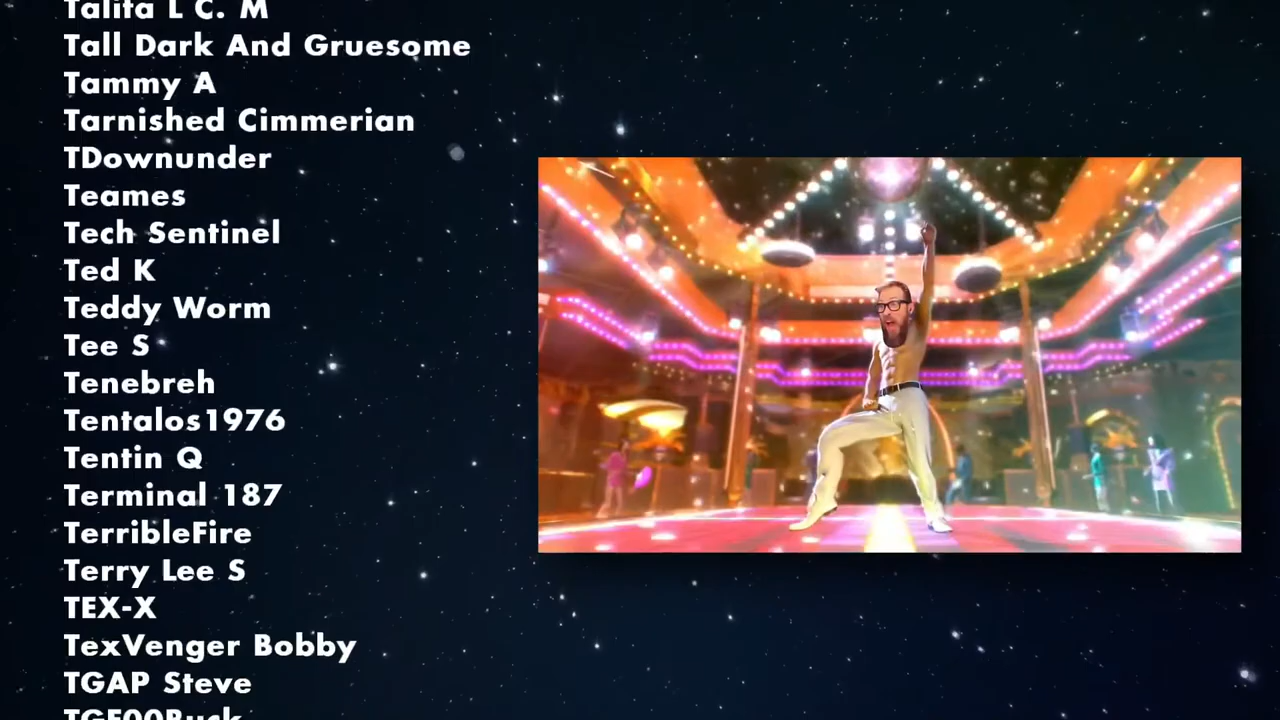 Talita L C. M
Tall Dark And Gruesome
Tammy A
Tarnished Cimmerian
TDownunder
Teames
Tech Sentinel
Ted K
Teddy Worm
Tee S
Tenebreh
Tentalos1976
Tentin Q
Terminal 187
TerribleFire
Terry Lee S
TEX-X
TexVenger Bobby
TGAP Steve